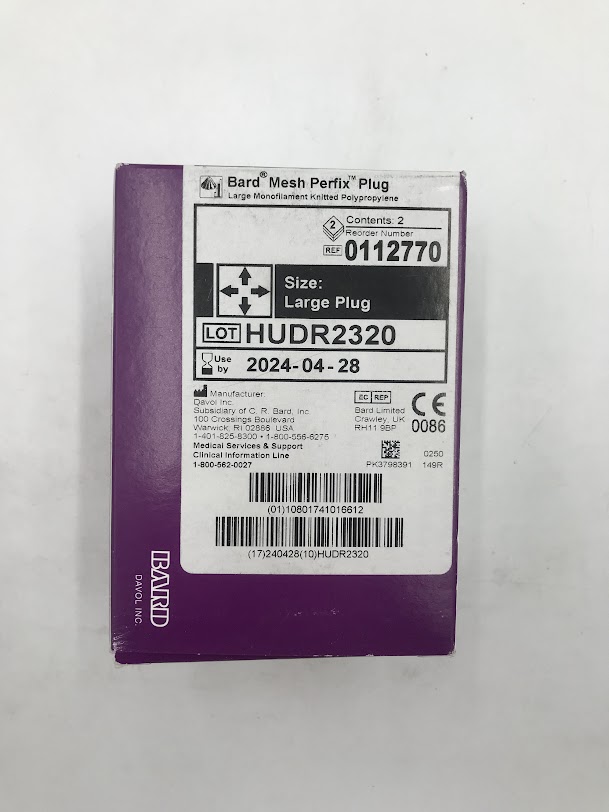 Bard® Mesh Perfix™ Plug
Large Monofilament Knitted Polypropylene
2
Contents: 2
Reorder Number
REF 0112770
Size:
Large Plug
LOT HUDR2320
Use by 2024-04-28
Manufacturer:
Davol Inc.
Subsidiary of C. R. Bard, Inc.
100 Crossings Boulevard
Warwick, RI 02886 USA
1-401-825-8300 • 1-800-556-6275
Medical Services & Support
Clinical Information Line
1-800-562-0027
EC REP
Bard Limited
Crawley, UK
RH11 9BP
CE
0086
0250
PK3798391 149R
(01)10801741016612
(17)240428(10)HUDR2320
BARD
DAVOL INC.